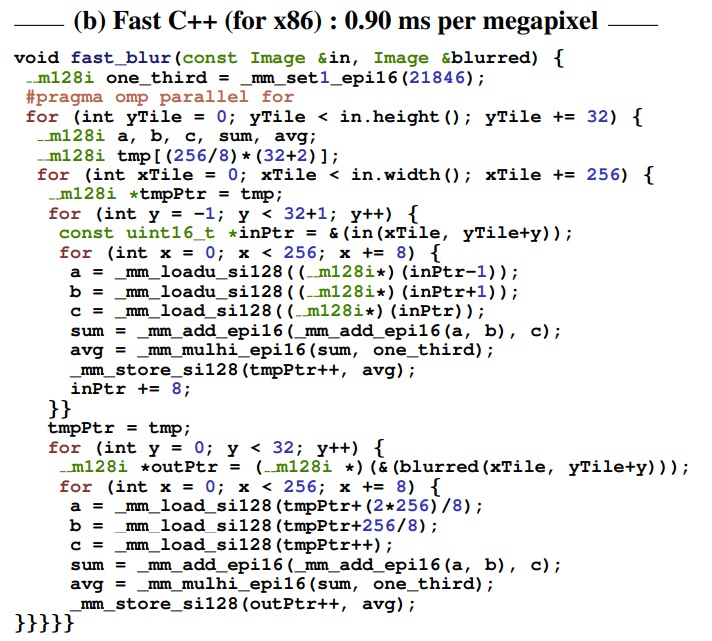 (b) Fast C++ (for x86) : 0.90 ms per megapixel
void fast_blur(const Image &in, Image &blurred) {
 __m128i one_third = _mm_set1_epi16(21846);
 #pragma omp parallel for
 for (int yTile = 0; yTile < in.height(); yTile += 32) {
  __m128i a, b, c, sum, avg;
  __m128i tmp[(256/8)*(32+2)];
  for (int xTile = 0; xTile < in.width(); xTile += 256) {
   __m128i *tmpPtr = tmp;
   for (int y = -1; y < 32+1; y++) {
    const uint16_t *inPtr = &(in(xTile, yTile+y));
    for (int x = 0; x < 256; x += 8) {
     a = _mm_loadu_si128((__m128i*)(inPtr-1));
     b = _mm_loadu_si128((__m128i*)(inPtr+1));
     c = _mm_load_si128((__m128i*)(inPtr));
     sum = _mm_add_epi16(_mm_add_epi16(a, b), c);
     avg = _mm_mulhi_epi16(sum, one_third);
     _mm_store_si128(tmpPtr++, avg);
     inPtr += 8;
   }}
   tmpPtr = tmp;
   for (int y = 0; y < 32; y++) {
    __m128i *outPtr = (__m128i *)(&(blurred(xTile, yTile+y)));
    for (int x = 0; x < 256; x += 8) {
     a = _mm_load_si128(tmpPtr+(2*256)/8);
     b = _mm_load_si128(tmpPtr+256/8);
     c = _mm_load_si128(tmpPtr++);
     sum = _mm_add_epi16(_mm_add_epi16(a, b), c);
     avg = _mm_mulhi_epi16(sum, one_third);
     _mm_store_si128(outPtr++, avg);
}}}}}